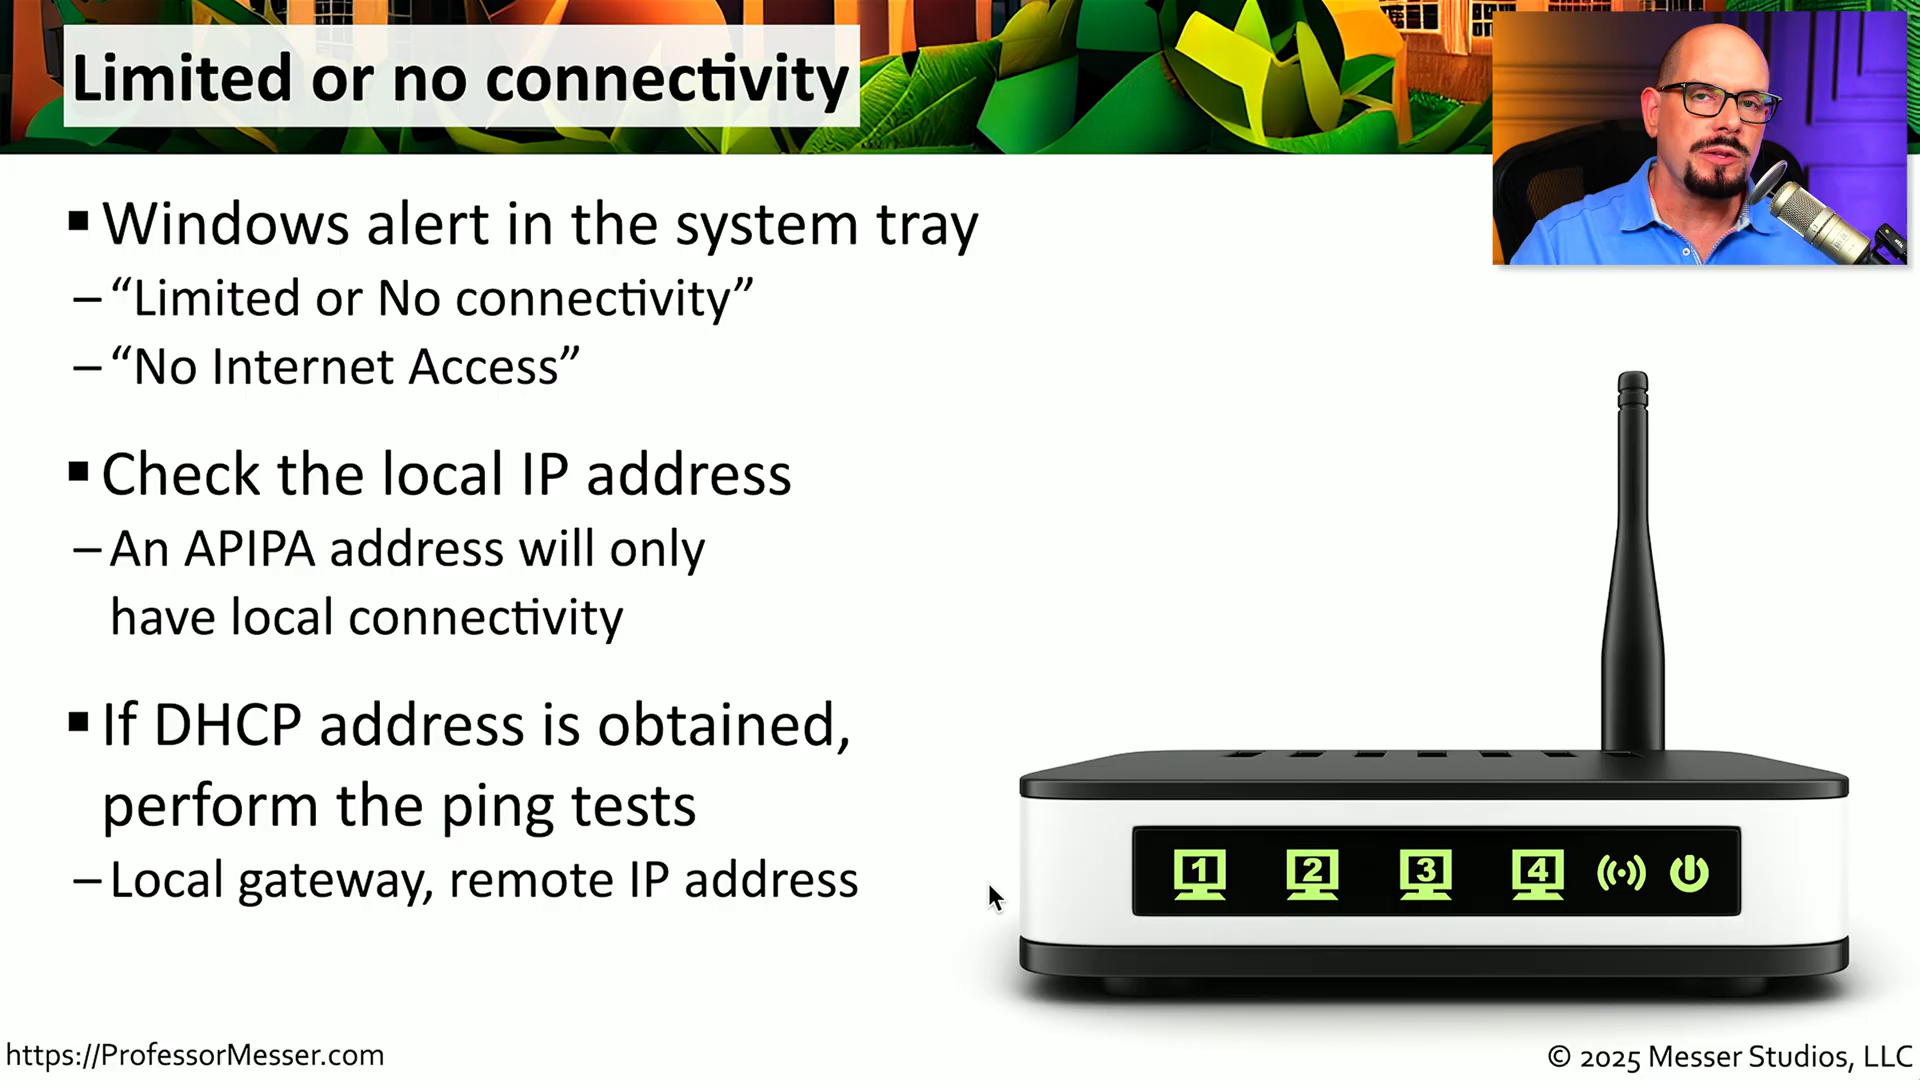 Limited or no connectivity
▪ Windows alert in the system tray
– “Limited or No connectivity”
– “No Internet Access”
▪ Check the local IP address
– An APIPA address will only
have local connectivity
▪ If DHCP address is obtained,
perform the ping tests
– Local gateway, remote IP address
1 2 3 4
https://ProfessorMesser.com
© 2025 Messer Studios, LLC